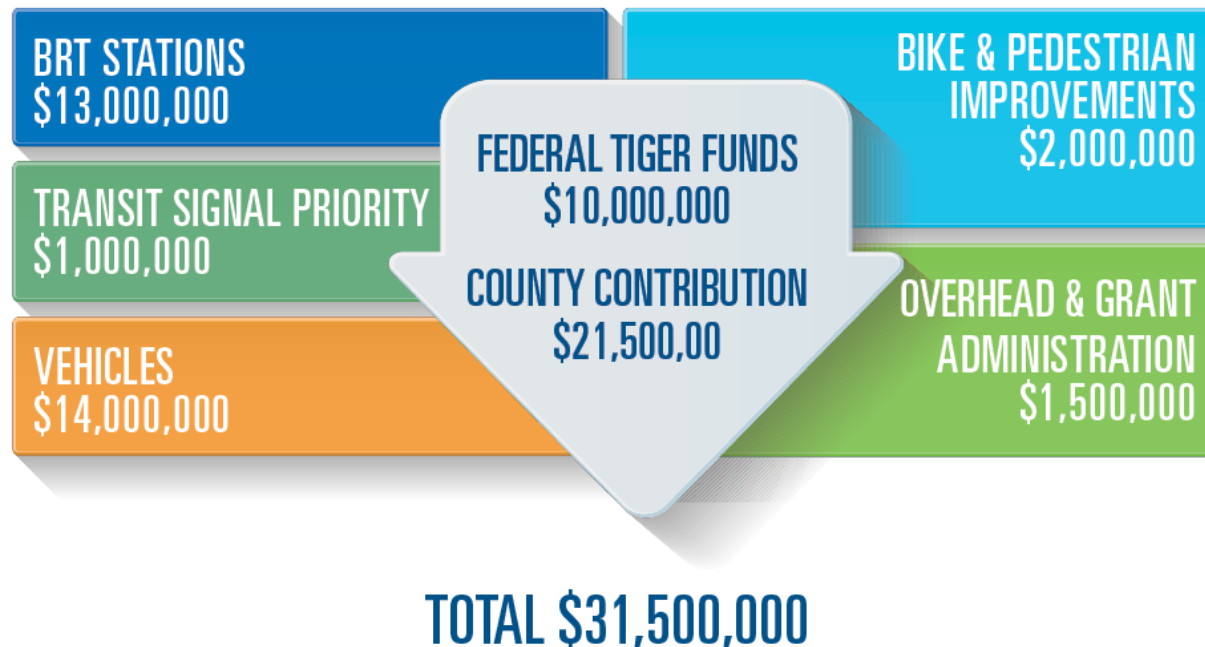 BRT STATIONS
$13,000,000
TRANSIT SIGNAL PRIORITY
$1,000,000
VEHICLES
$14,000,000
FEDERAL TIGER FUNDS
$10,000,000
COUNTY CONTRIBUTION
$21,500,00
BIKE & PEDESTRIAN
IMPROVEMENTS
$2,000,000
OVERHEAD & GRANT
ADMINISTRATION
$1,500,000
TOTAL $31,500,000